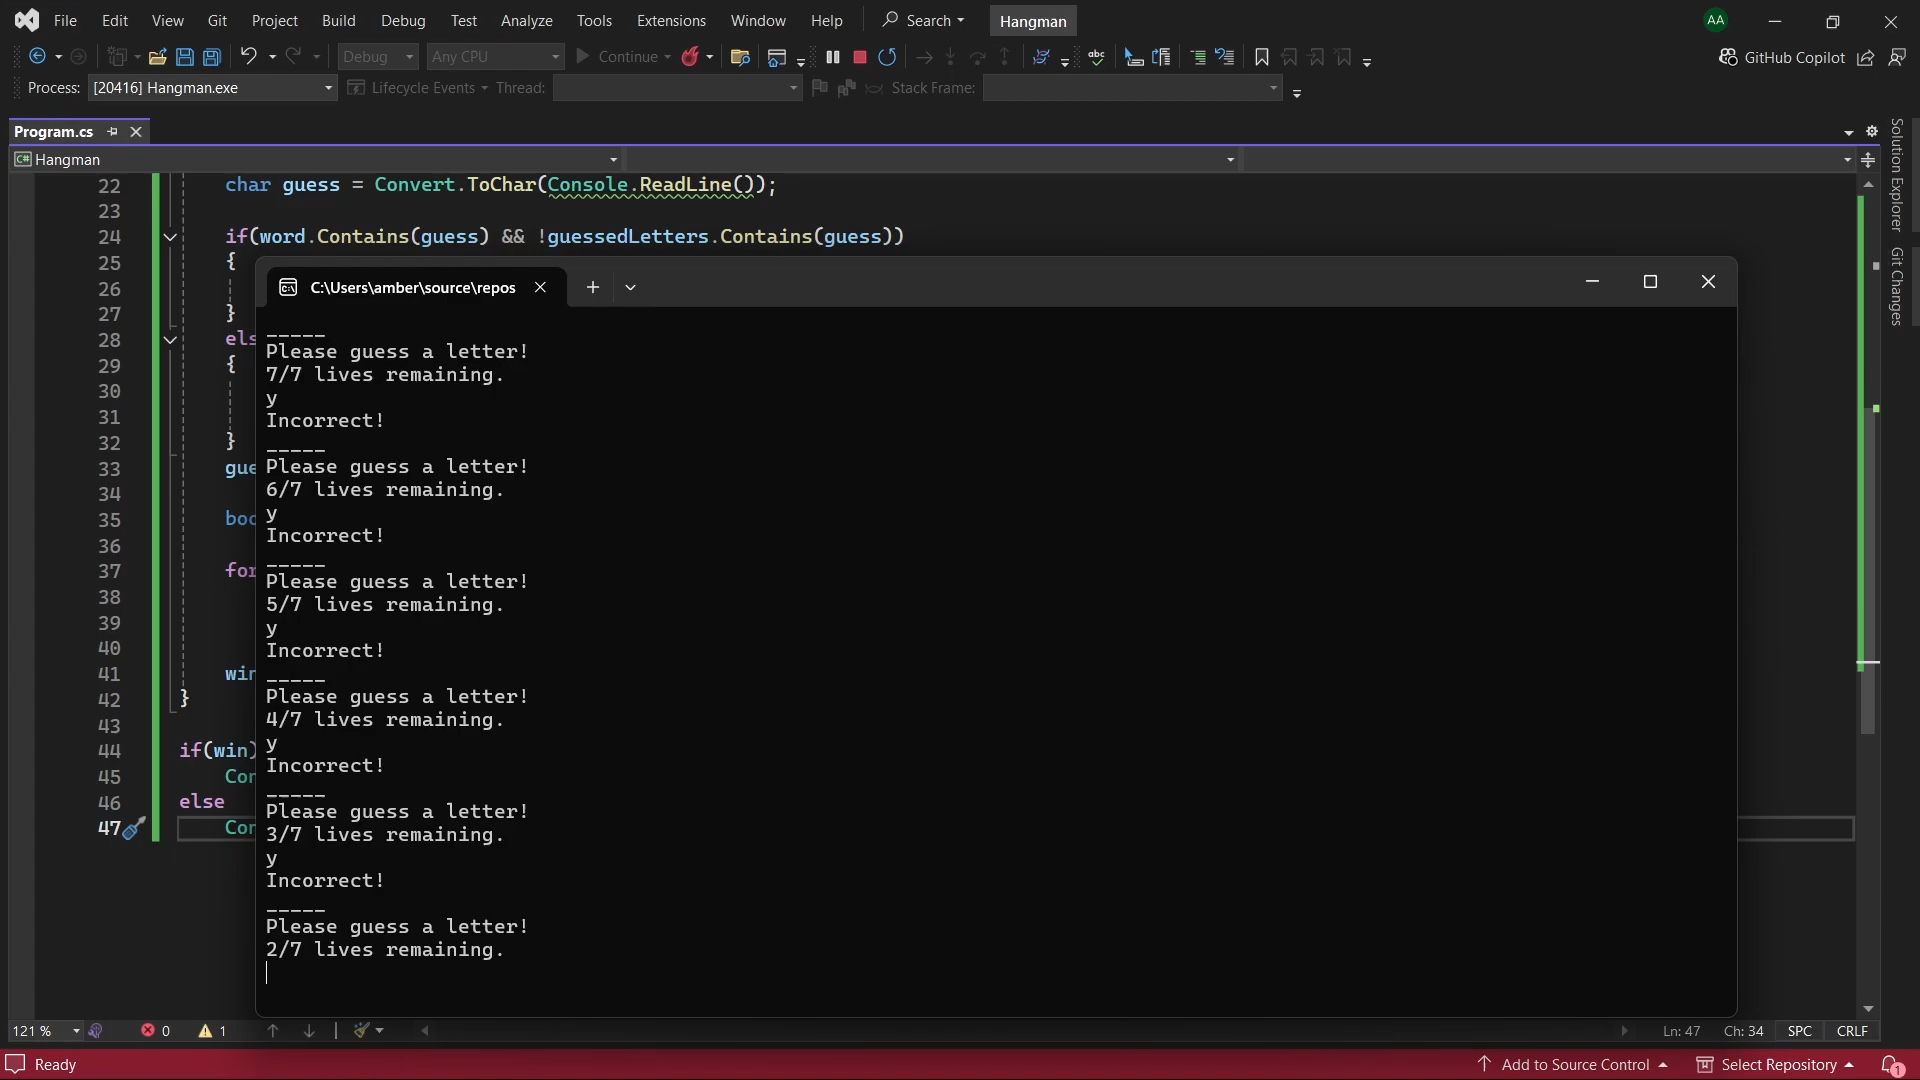 File Edit View Git Project Build Debug Test Analyze Tools Extensions Window Help Search Hangman AA
Debug Any CPU Continue abc GitHub Copilot
Process: [20416] Hangman.exe Lifecycle Events Thread: Stack Frame:
Program.cs
C# Hangman
22 char guess = Convert.ToChar(Console.ReadLine());
23
24 if(word.Contains(guess) && !guessedLetters.Contains(guess))
25 {
26
27 }
28 els
29 {
30
31
32 }
33 gue
34
35 boo
36
37 for
38
39
40
41 win
42 }
43
44 if(win)
45 Con
46 else
47 Con
C:\Users\amber\source\repos
_____
Please guess a letter!
7/7 lives remaining.
y
Incorrect!
_____
Please guess a letter!
6/7 lives remaining.
y
Incorrect!
_____
Please guess a letter!
5/7 lives remaining.
y
Incorrect!
_____
Please guess a letter!
4/7 lives remaining.
y
Incorrect!
_____
Please guess a letter!
3/7 lives remaining.
y
Incorrect!
_____
Please guess a letter!
2/7 lives remaining.
Solution Explorer
Git Changes
121 % 0 1 Ln: 47 Ch: 34 SPC CRLF
Ready Add to Source Control Select Repository 1